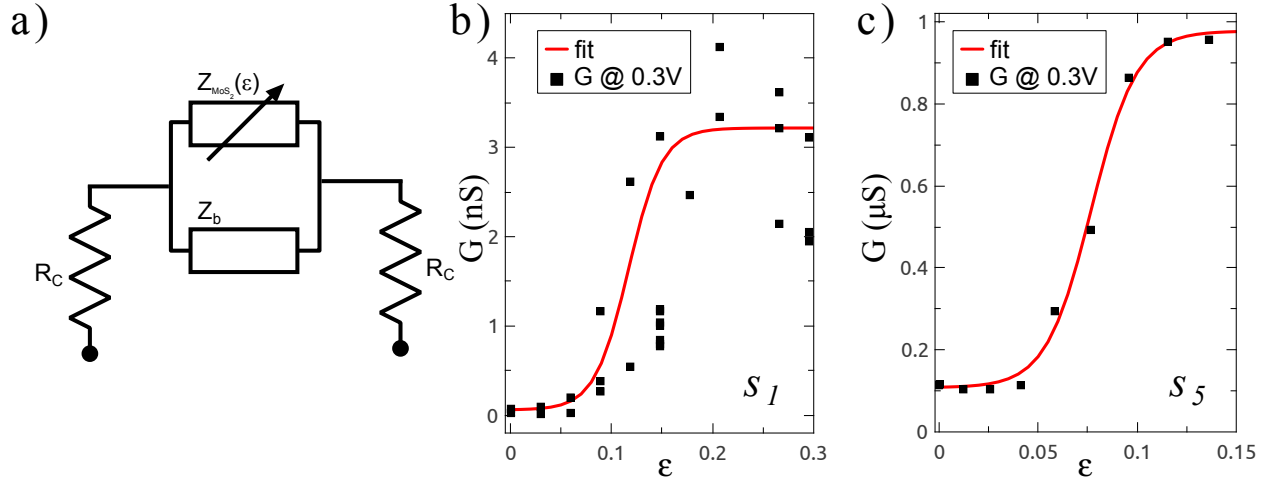 a)
Z_MoS₂(ε)
Z_b
R_C
R_C
b)
fit
G @ 0.3V
G (nS)
4
3
2
1
0
0
0.1
0.2
0.3
ε
s_1
c)
fit
G @ 0.3V
G (μS)
1
0.8
0.6
0.4
0.2
0
0
0.05
0.1
0.15
ε
s_5